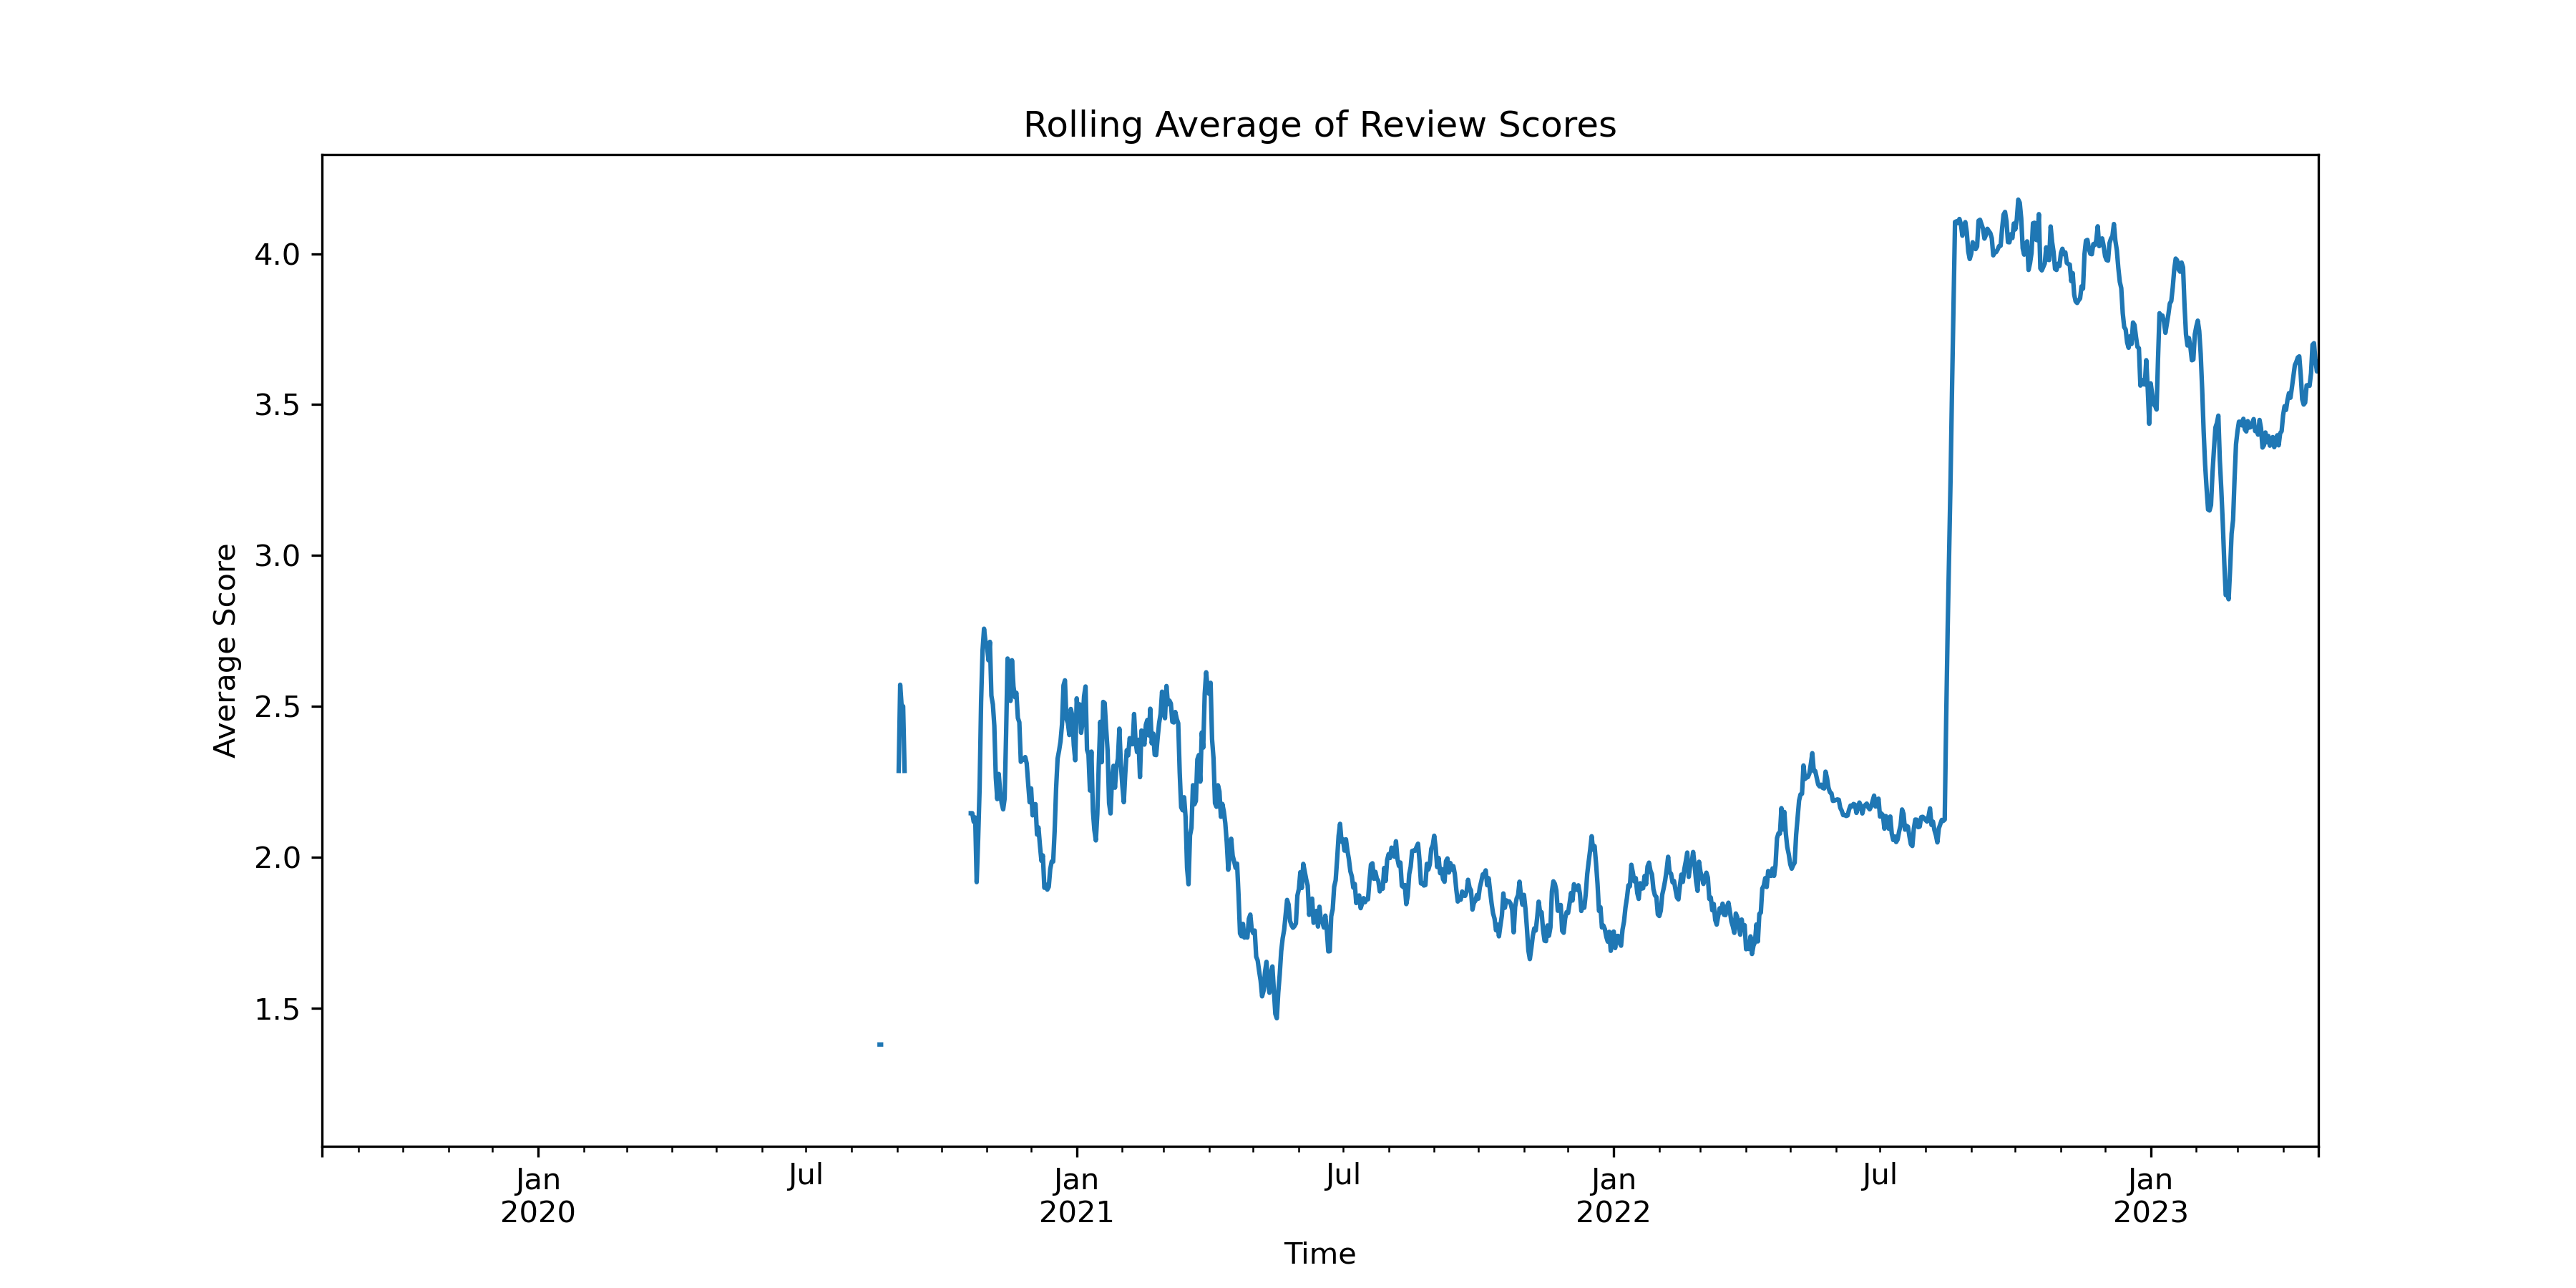 Rolling Average of Review Scores
4.0
3.5
3.0
2.5
2.0
1.5
Average Score
Jan Jul Jan Jul Jan Jul Jan
2020 2021 2022 2023
Time